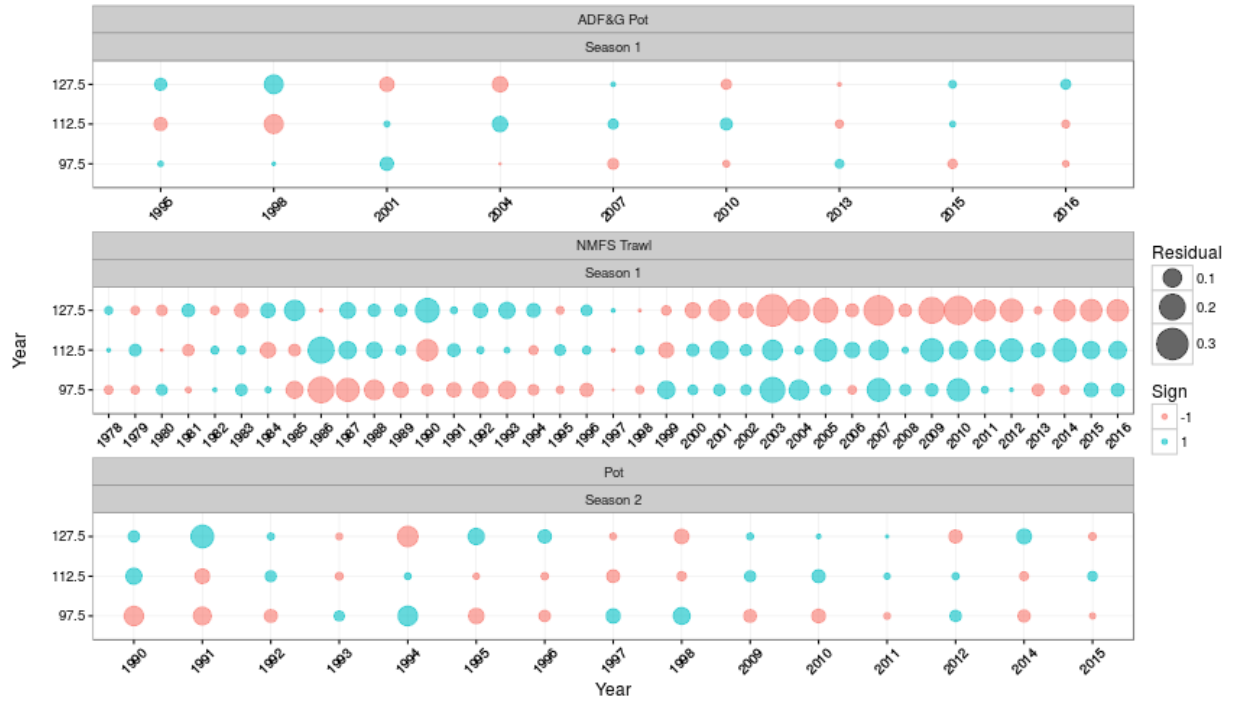 ADF&G Pot
Season 1
127.5
112.5
97.5
1995 1998 2001 2004 2007 2010 2013 2015 2016
NMFS Trawl
Season 1
127.5
112.5
97.5
1978 1979 1980 1981 1982 1983 1984 1985 1986 1987 1988 1989 1990 1991 1992 1993 1994 1995 1996 1997 1998 1999 2000 2001 2002 2003 2004 2005 2006 2007 2008 2009 2010 2011 2012 2013 2014 2015 2016
Pot
Season 2
127.5
112.5
97.5
1990 1991 1992 1993 1994 1995 1996 1997 1998 2009 2010 2011 2012 2014 2015
Year
Year
Residual
0.1
0.2
0.3
Sign
-1
1